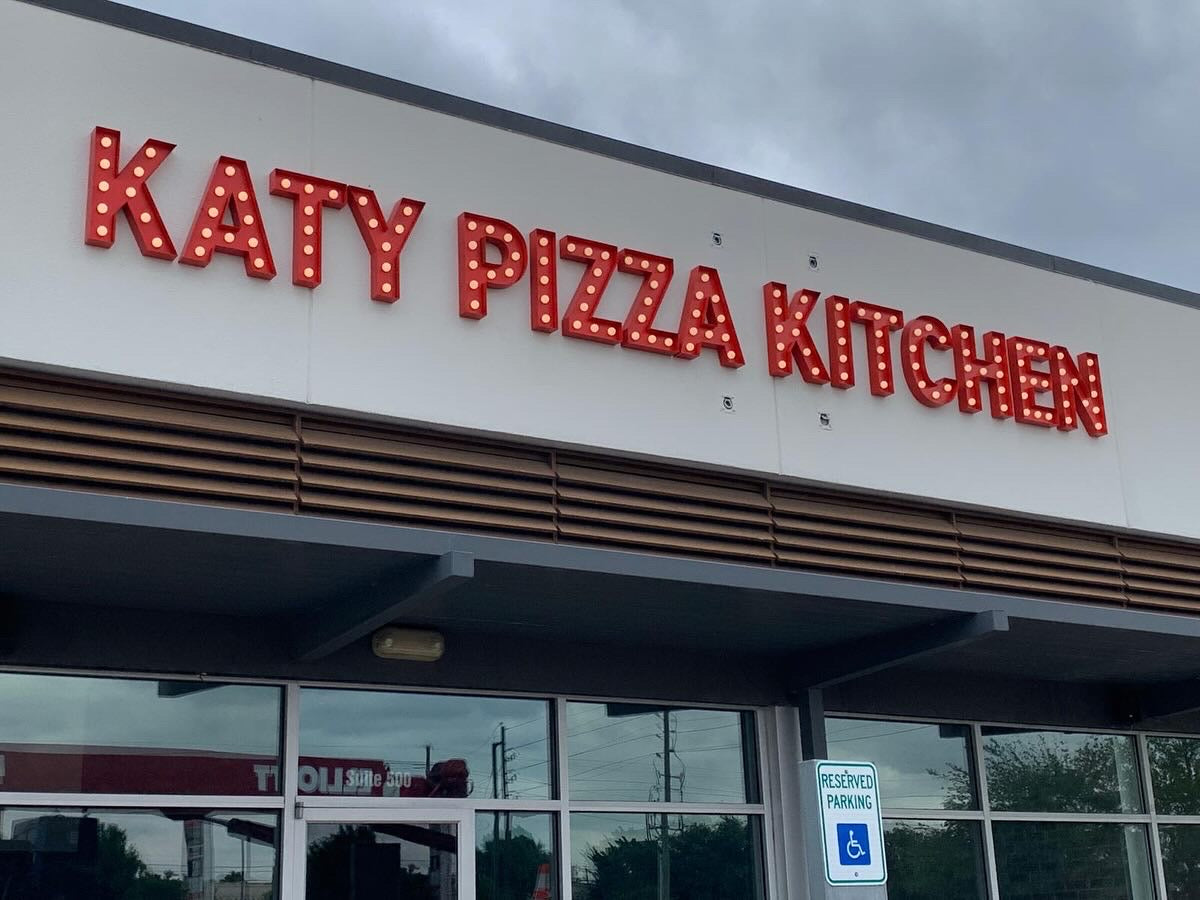 KATY PIZZA KITCHEN
Suite 500
RESERVED
PARKING